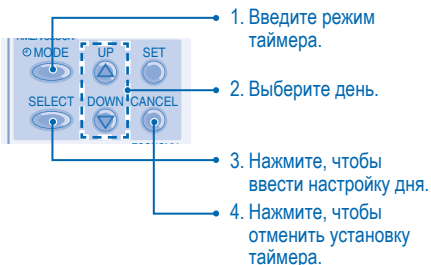 1. Введите режим
таймера.
MODE UP SET
2. Выберите день.
SELECT DOWN CANCEL
3. Нажмите, чтобы
ввести настройку дня.
4. Нажмите, чтобы
отменить установку
таймера.